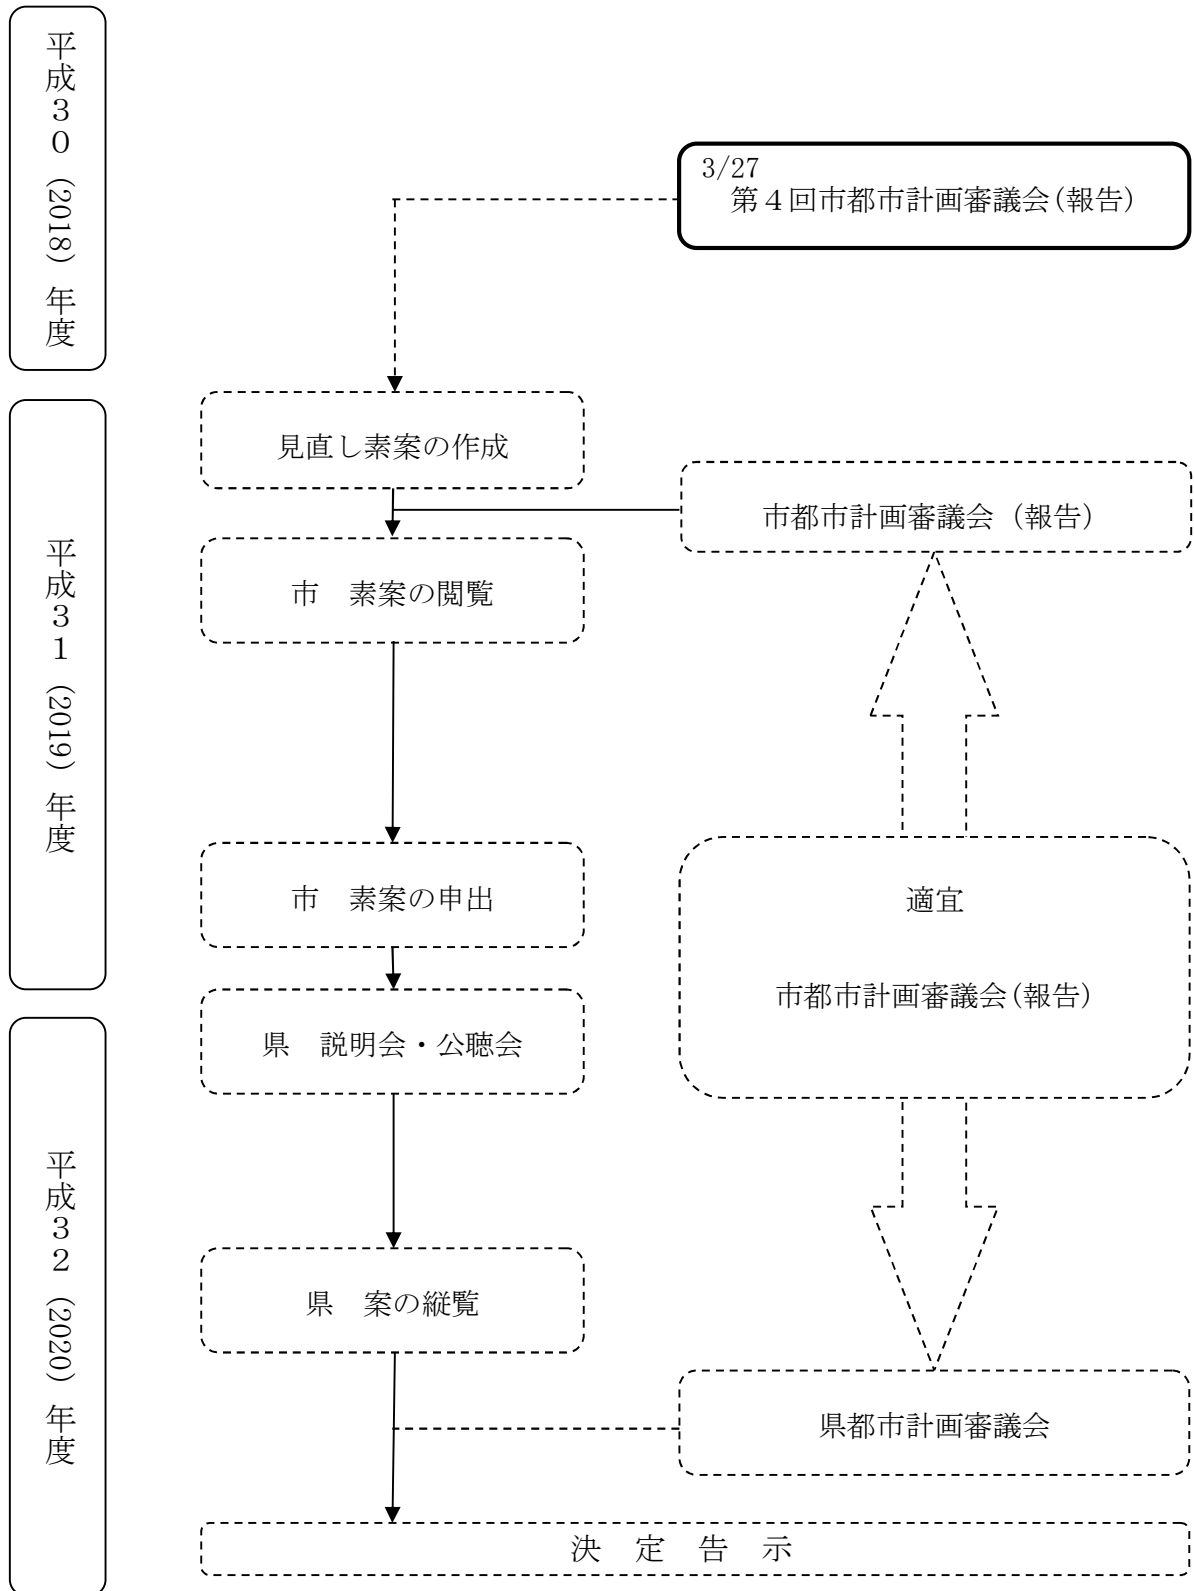 平成３０（2018）年度
3/27
第４回市都市計画審議会（報告）
見直し素案の作成
平成３１（2019）年度
市都市計画審議会（報告）
市　素案の閲覧
市　素案の申出
適宜
市都市計画審議会（報告）
県　説明会・公聴会
平成３２（2020）年度
県　案の縦覧
県都市計画審議会
決　定　告　示